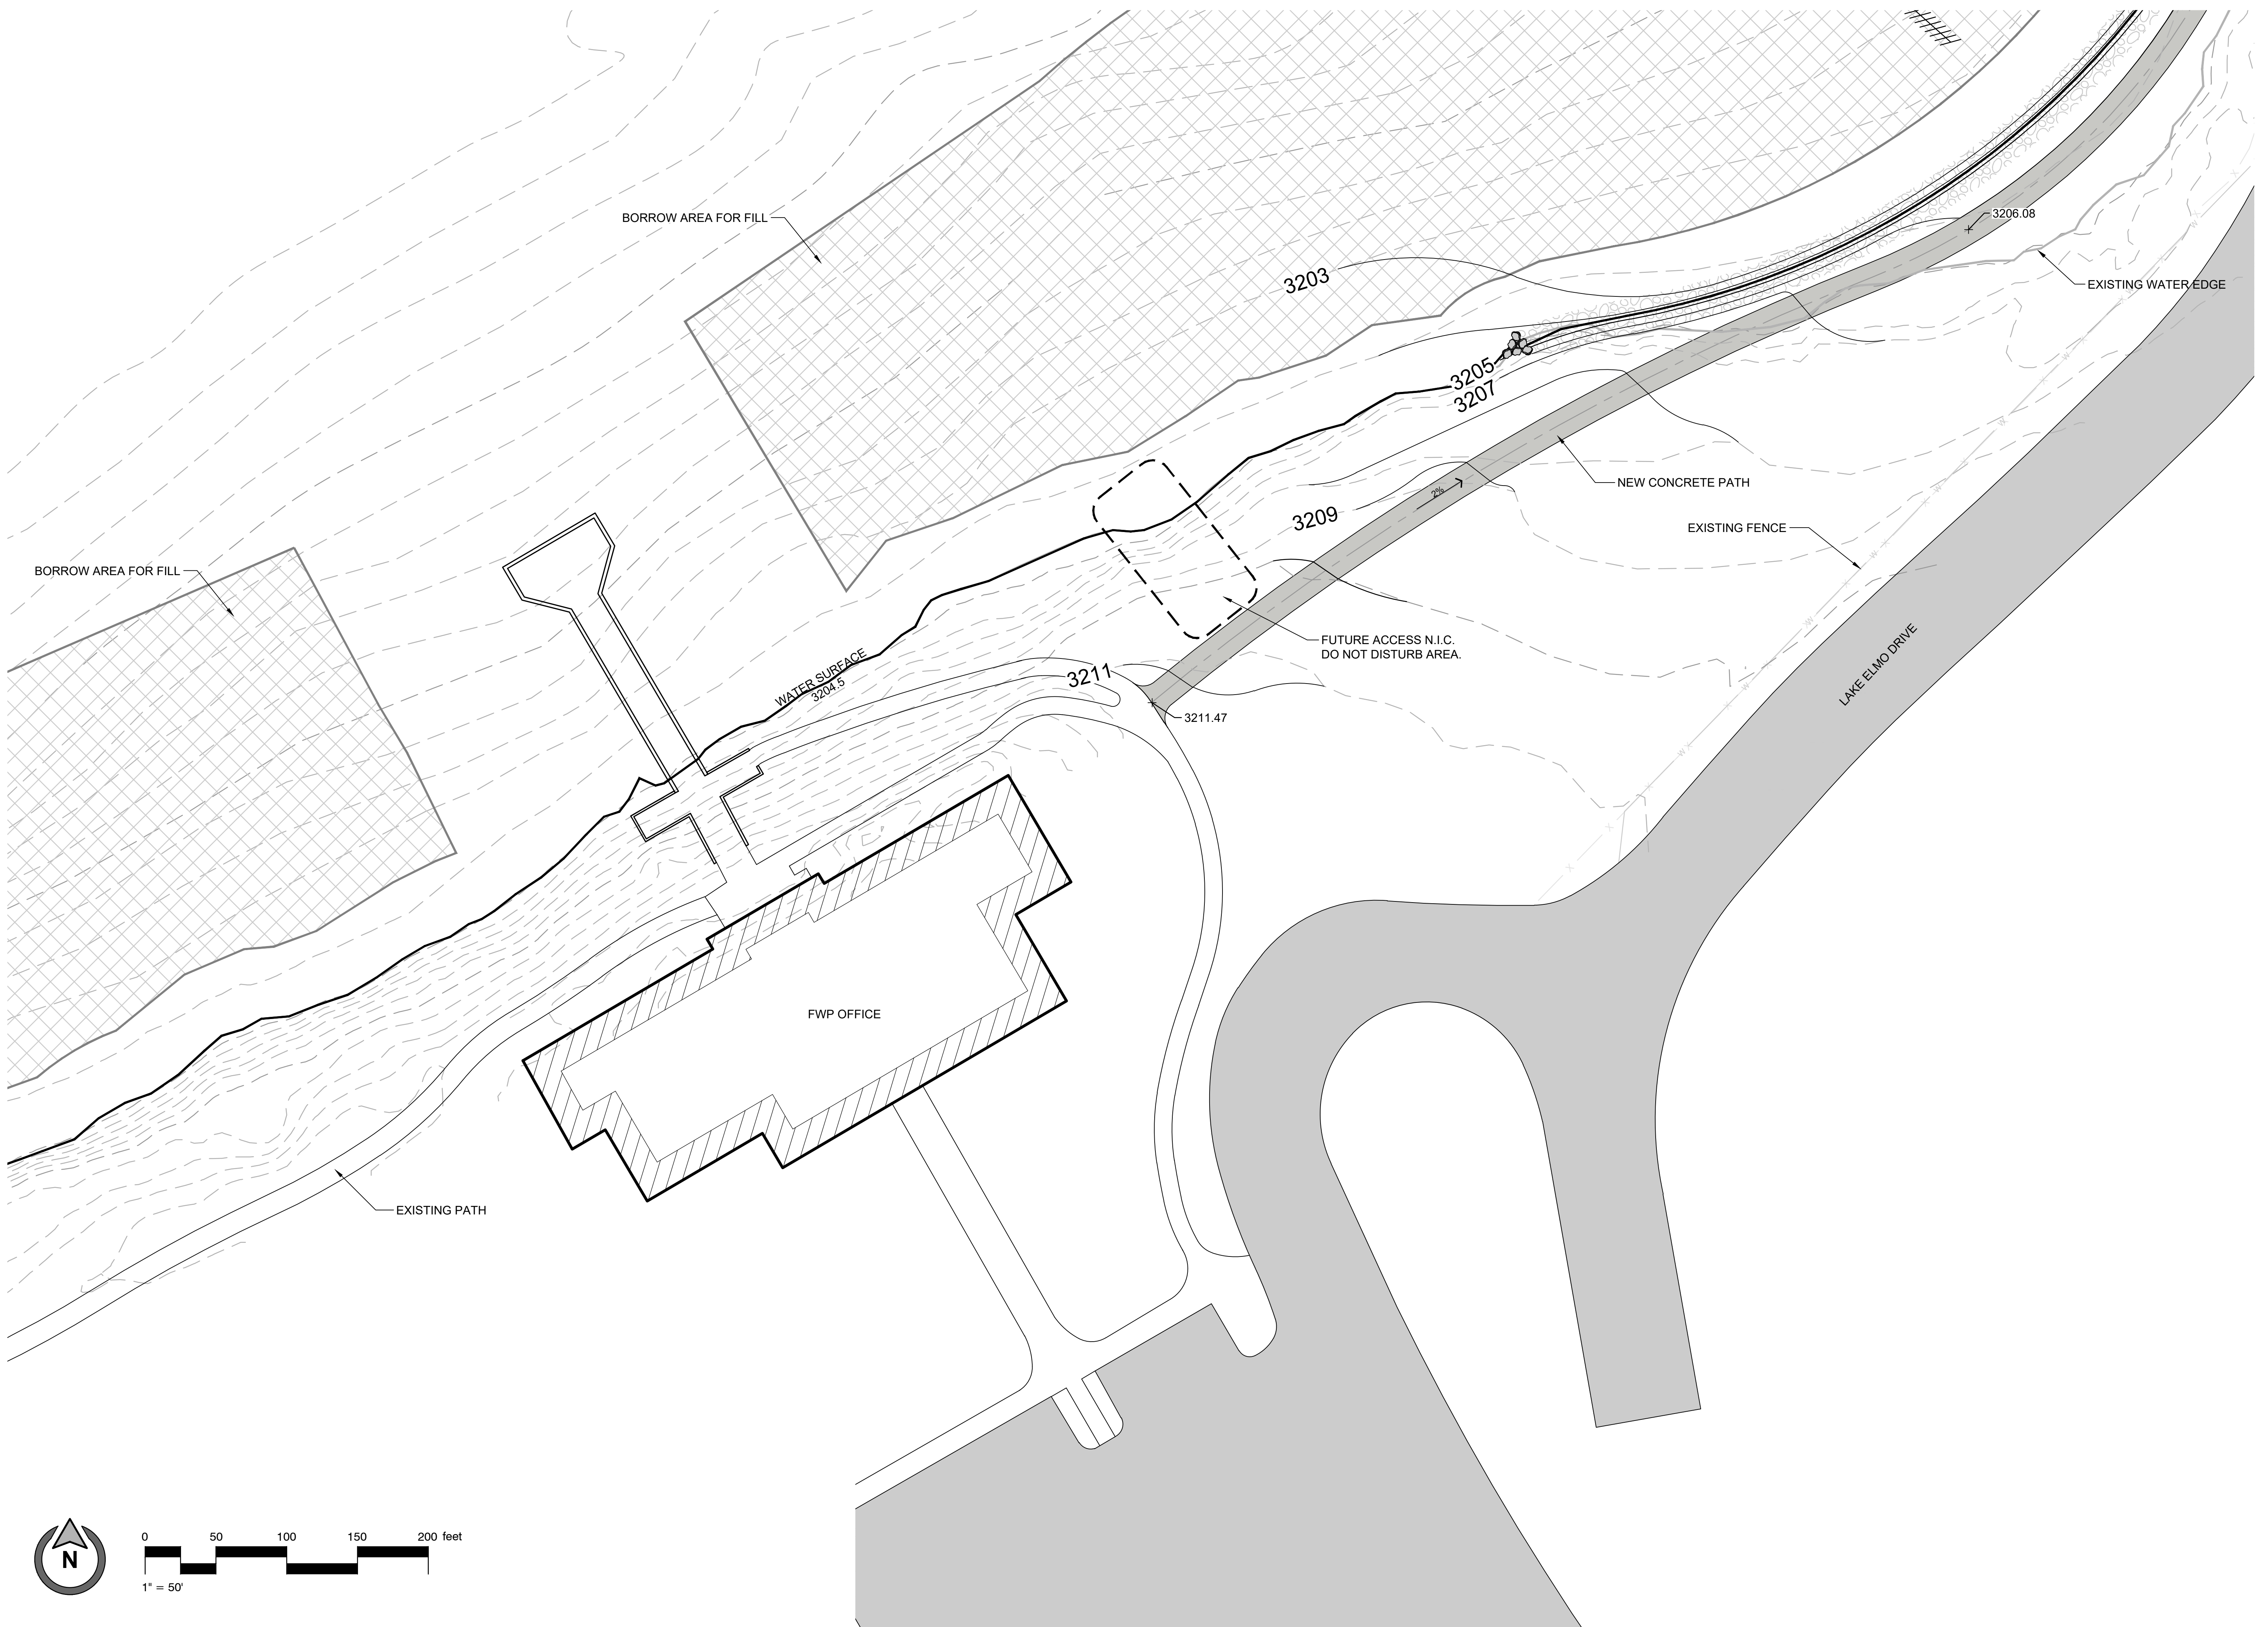 BORROW AREA FOR FILL
3206.08
3203
EXISTING WATER EDGE
3205
3207
NEW CONCRETE PATH
2%
3209
EXISTING FENCE
BORROW AREA FOR FILL
FUTURE ACCESS N.I.C.
DO NOT DISTURB AREA.
WATER SURFACE
3204.5
3211
3211.47
LAKE ELMO DRIVE
FWP OFFICE
EXISTING PATH
N
0 50 100 150 200 feet
1" = 50'